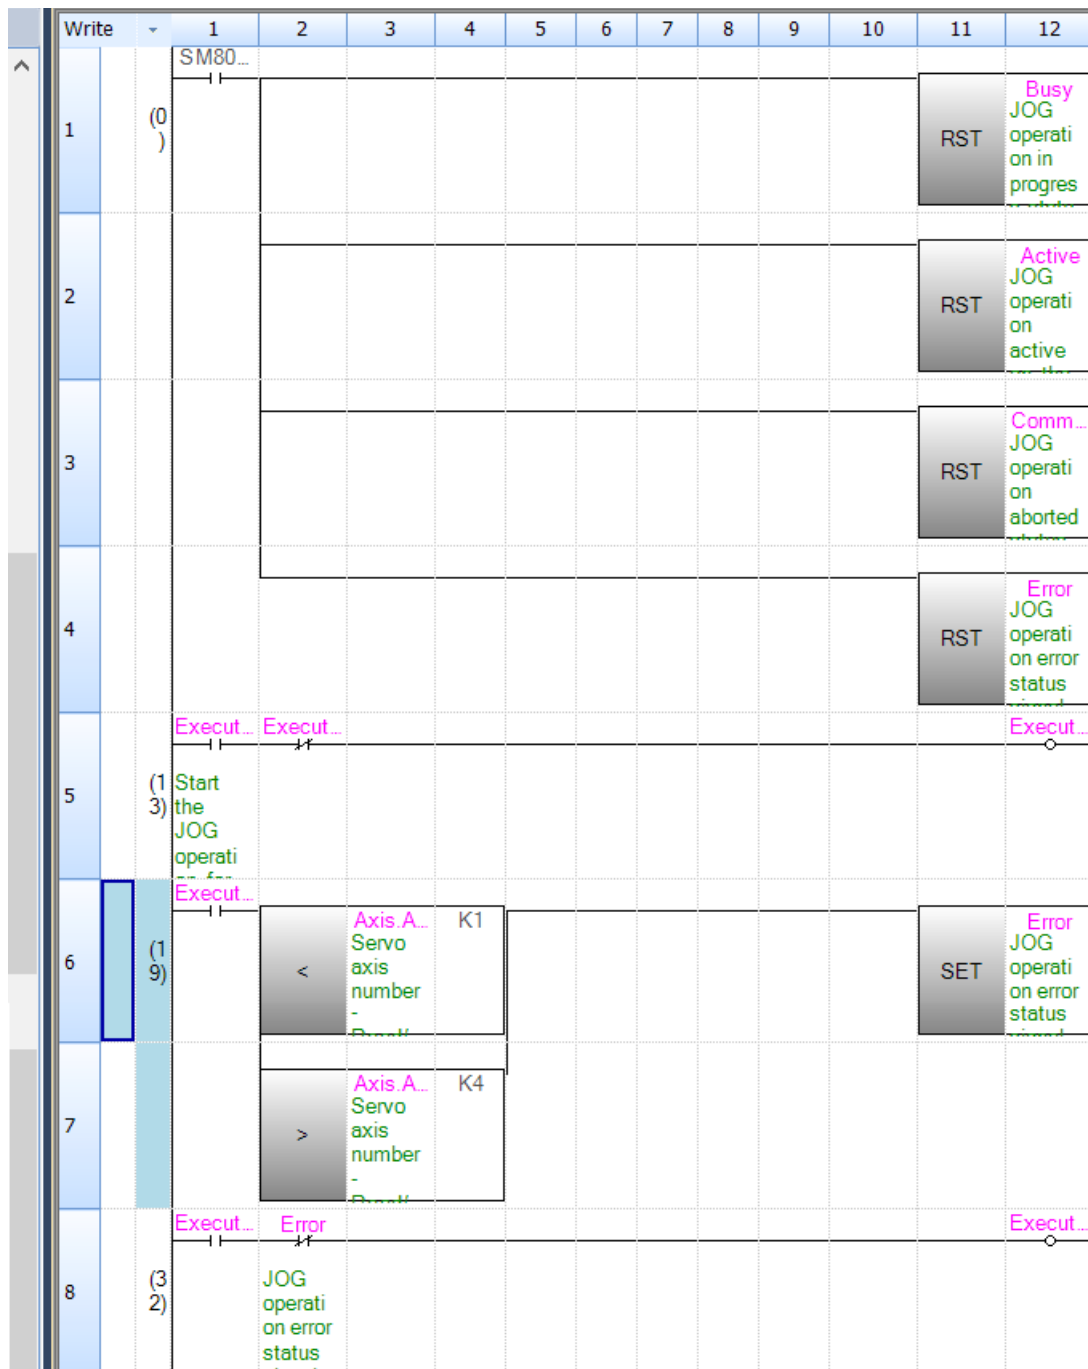 Write 1 2 3 4 5 6 7 8 9 10 11 12
SM80...
1
(0
)
RST
Busy
JOG
operati
on in
progres
2
RST
Active
JOG
operati
on
active
3
RST
Comm...
JOG
operati
on
aborted
4
RST
Error
JOG
operati
on error
status
Execut... Execut... Execut...
5
(1
3)
Start
the
JOG
operati
Execut...
6
(1
9)
<
Axis.A... K1
Servo
axis
number
-
SET
Error
JOG
operati
on error
status
7
>
Axis.A... K4
Servo
axis
number
-
Execut... Error Execut...
8
(3
2)
JOG
operati
on error
status